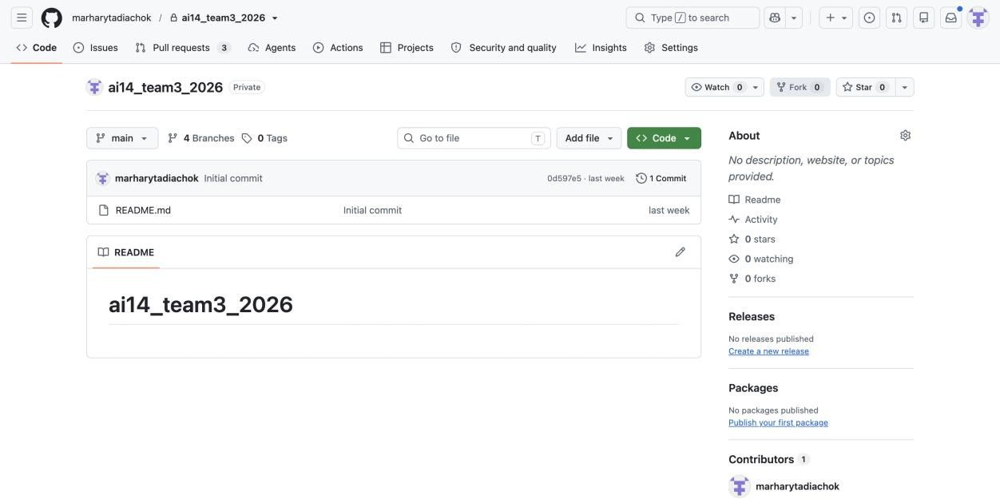 marharytadiachok / ai14_team3_2026
Type / to search
Code Issues Pull requests 3 Agents Actions Projects Security and quality Insights Settings
ai14_team3_2026 Private
Watch 0 Fork 0 Star 0
main 4 Branches 0 Tags Go to file T Add file Code
marharytadiachok Initial commit 0d597e5 · last week 1 Commit
README.md Initial commit last week
README
ai14_team3_2026
About
No description, website, or topics
provided.
Readme
Activity
0 stars
0 watching
0 forks
Releases
No releases published
Create a new release
Packages
No packages published
Publish your first package
Contributors 1
marharytadiachok